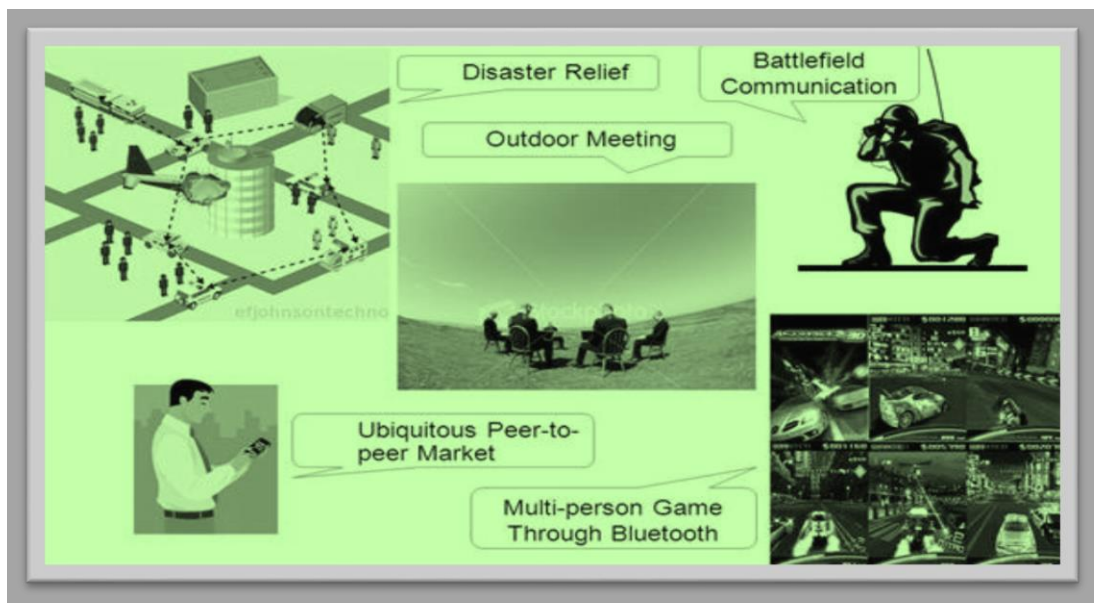 Disaster Relief
Battlefield
Communication
Outdoor Meeting
efjohnsontechno
Ubiquitous Peer-to-
peer Market
Multi-person Game
Through Bluetooth